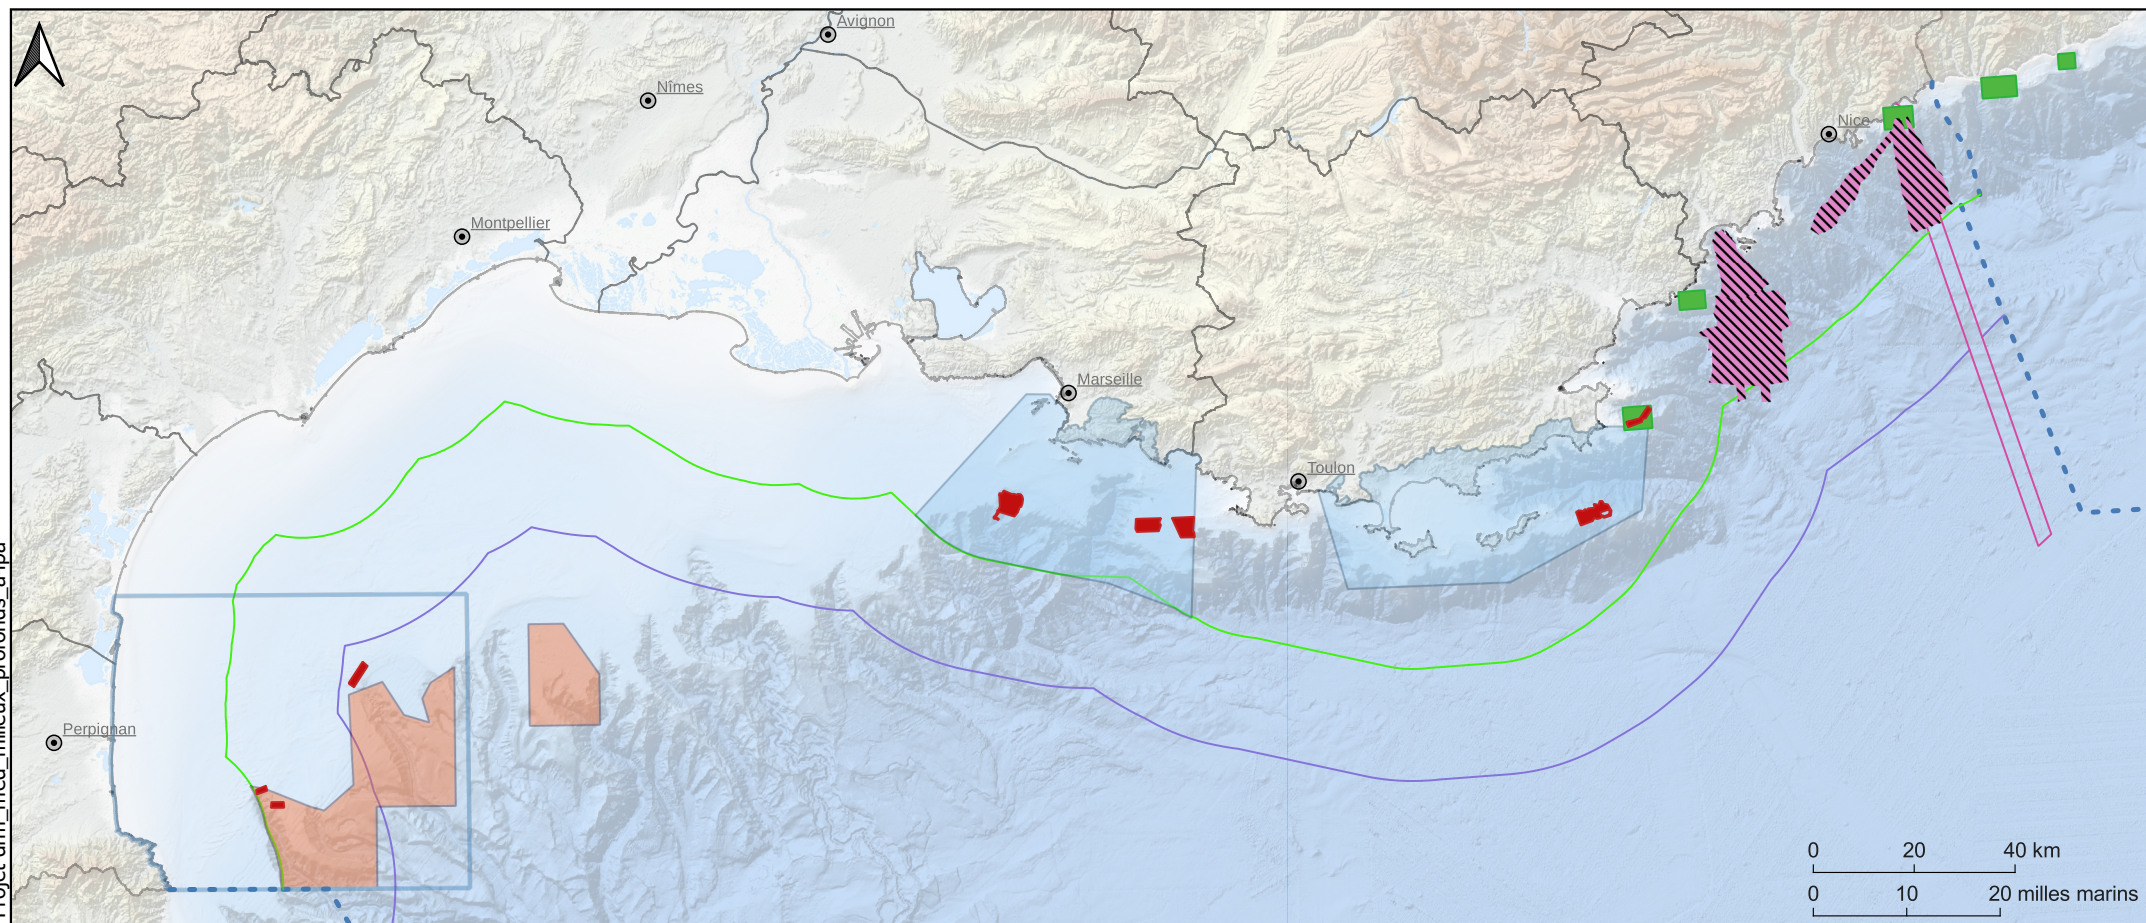 Avignon
Nîmes
Nice
Montpellier
Marseille
Toulon
Perpignan
0 20 40 km
0 10 20 milles marins